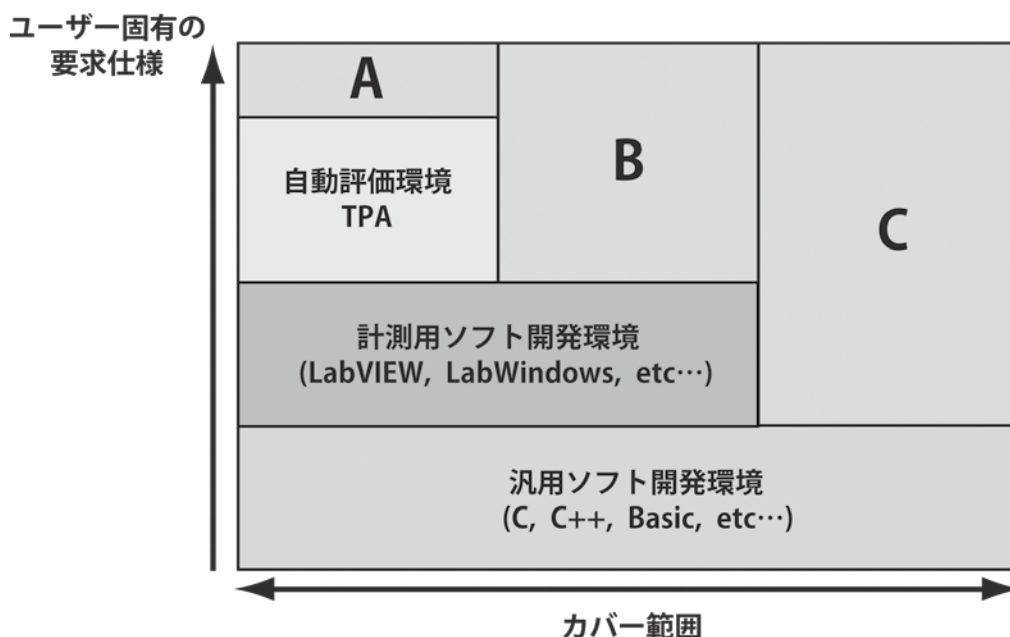 ユーザー固有の
要求仕様
A
B
C
自動評価環境
TPA
計測用ソフト開発環境
(LabVIEW, LabWindows, etc…)
汎用ソフト開発環境
(C, C++, Basic, etc…)
カバー範囲